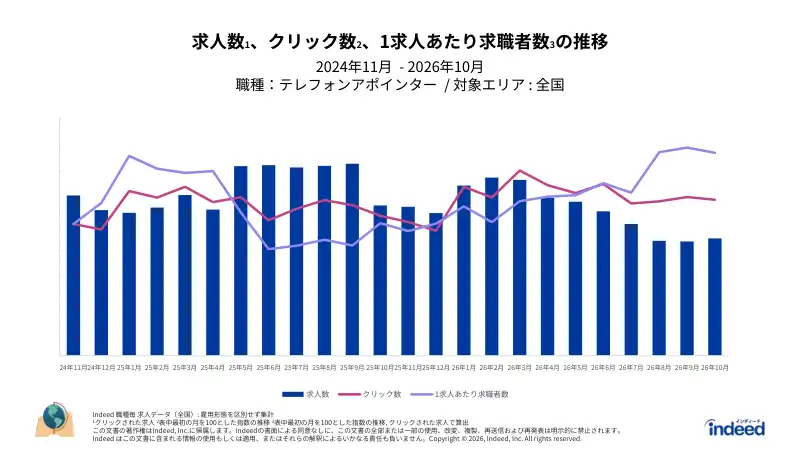 求人数1、クリック数2、1求人あたり求職者数3の推移
2024年11月 - 2026年10月
職種：テレフォンアポインター / 対象エリア : 全国
24年11月 24年12月 25年1月 25年2月 25年3月 25年4月 25年5月 25年6月 25年7月 25年8月 25年9月 25年10月 25年11月 25年12月 26年1月 26年2月 26年3月 26年4月 26年5月 26年6月 26年7月 26年8月 26年9月 26年10月
求人数 クリック数 1求人あたり求職者数
Indeed 職種毎 求人データ（全国）: 雇用形態を区別せず集計
¹クリックされた求人 ²表中最初の月を100とした指数の推移 ³表中最初の月を100とした指数の推移, クリックされた求人で算出
この文書の著作権はIndeed, Inc.に帰属します。Indeedの書面による同意なしに、この文書の全部または一部の使用、改変、複製、再送信および再発表は明示的に禁止されます。
Indeed はこの文書に含まれる情報の使用もしくは適用、またはそれらの解釈によるいかなる責任も負いません。Copyright © 2026, Indeed, Inc. All rights reserved.
インディード
indeed